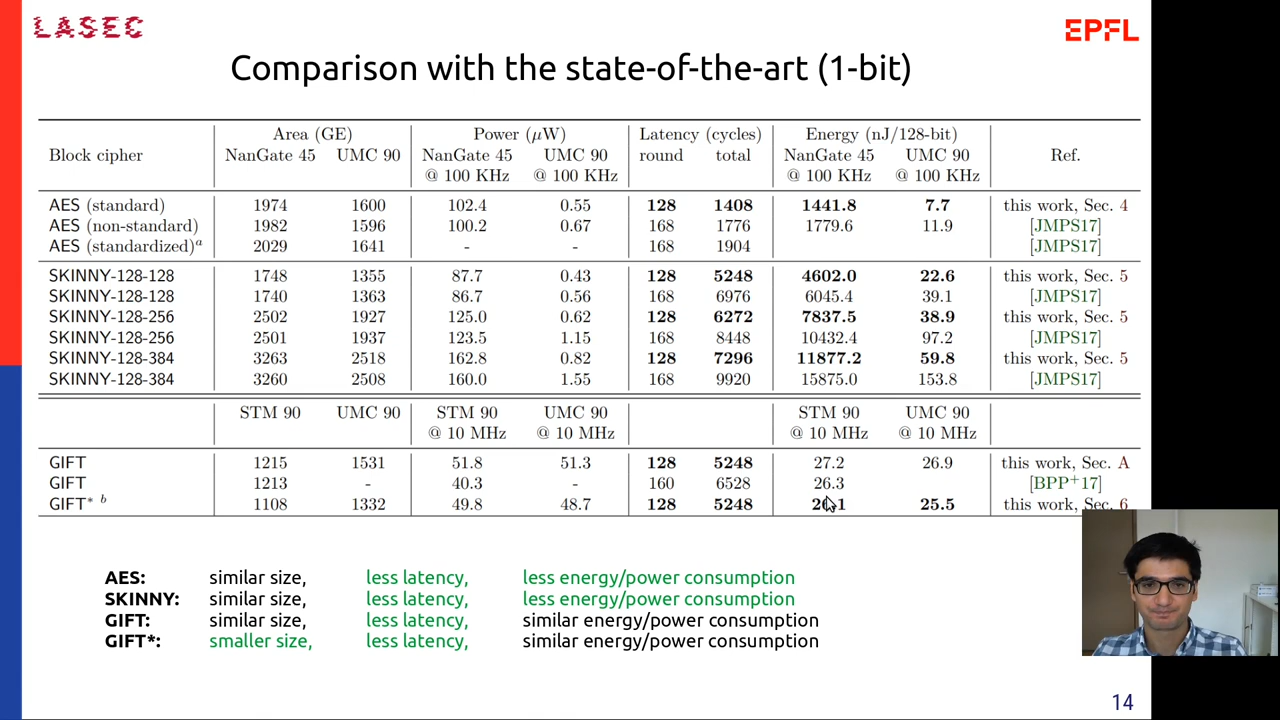 LASEC
EPFL
Comparison with the state-of-the-art (1-bit)
Area (GE) Power (μW) Latency (cycles) Energy (nJ/128-bit)
Block cipher NanGate 45 UMC 90 NanGate 45 UMC 90 round total NanGate 45 UMC 90 Ref.
@ 100 KHz @ 100 KHz @ 100 KHz @ 100 KHz
AES (standard) 1974 1600 102.4 0.55 128 1408 1441.8 7.7 this work, Sec. 4
AES (non-standard) 1982 1596 100.2 0.67 168 1776 1779.6 11.9 [JMPS17]
AES (standardized)a 2029 1641 - - 168 1904 [JMPS17]
SKINNY-128-128 1748 1355 87.7 0.43 128 5248 4602.0 22.6 this work, Sec. 5
SKINNY-128-128 1740 1363 86.7 0.56 168 6976 6045.4 39.1 [JMPS17]
SKINNY-128-256 2502 1927 125.0 0.62 128 6272 7837.5 38.9 this work, Sec. 5
SKINNY-128-256 2501 1937 123.5 1.15 168 8448 10432.4 97.2 [JMPS17]
SKINNY-128-384 3263 2518 162.8 0.82 128 7296 11877.2 59.8 this work, Sec. 5
SKINNY-128-384 3260 2508 160.0 1.55 168 9920 15875.0 153.8 [JMPS17]
STM 90 UMC 90 STM 90 UMC 90 STM 90 UMC 90
@ 10 MHz @ 10 MHz @ 10 MHz @ 10 MHz
GIFT 1215 1531 51.8 51.3 128 5248 27.2 26.9 this work, Sec. A
GIFT 1213 - 40.3 - 160 6528 26.3 [BPP+17]
GIFT* b 1108 1332 49.8 48.7 128 5248 26.1 25.5 this work, Sec. 6
AES: similar size, less latency, less energy/power consumption
SKINNY: similar size, less latency, less energy/power consumption
GIFT: similar size, less latency, similar energy/power consumption
GIFT*: smaller size, less latency, similar energy/power consumption
14